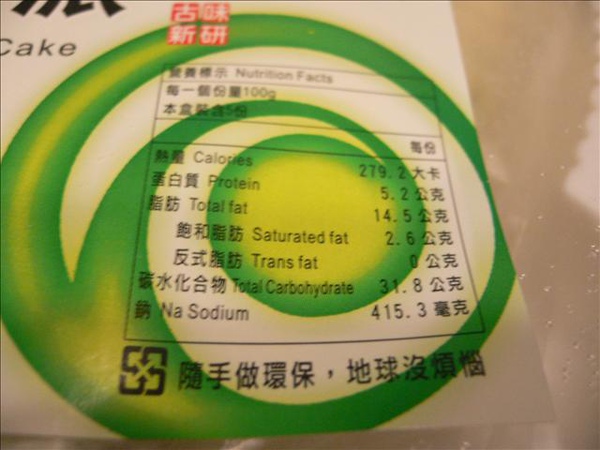 Cake
古味
新研
營養標示 Nutrition Facts
每一個份量100g
本盒裝含5份
每份
熱量 Calories 279.2大卡
蛋白質 Protein 5.2公克
脂肪 Total fat 14.5公克
飽和脂肪 Saturated fat 2.6公克
反式脂肪 Trans fat 0公克
碳水化合物 Total Carbohydrate 31.8公克
鈉 Na Sodium 415.3毫克
隨手做環保，地球沒煩惱